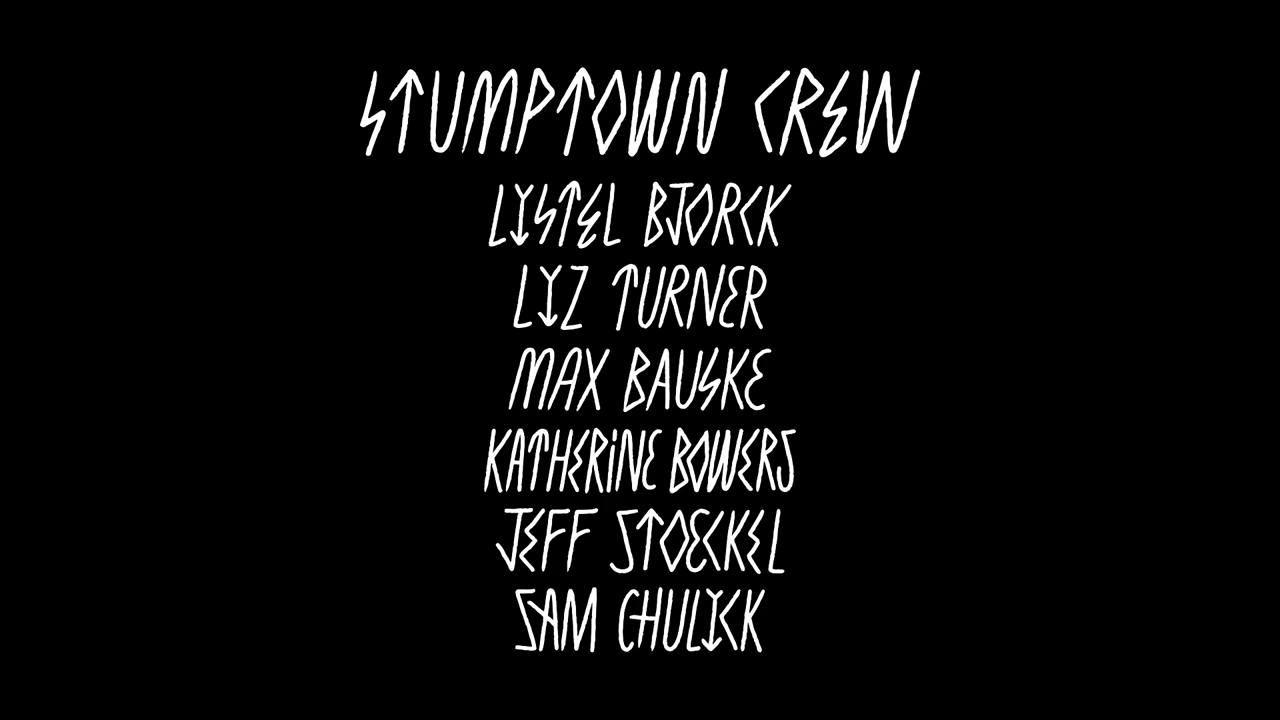 STUMPTOWN CREW
LISTEL BJORCK
LIZ TURNER
MAX BAUSKE
KATHERINE BOWERS
JEFF STOECKEL
SAM CHULICK